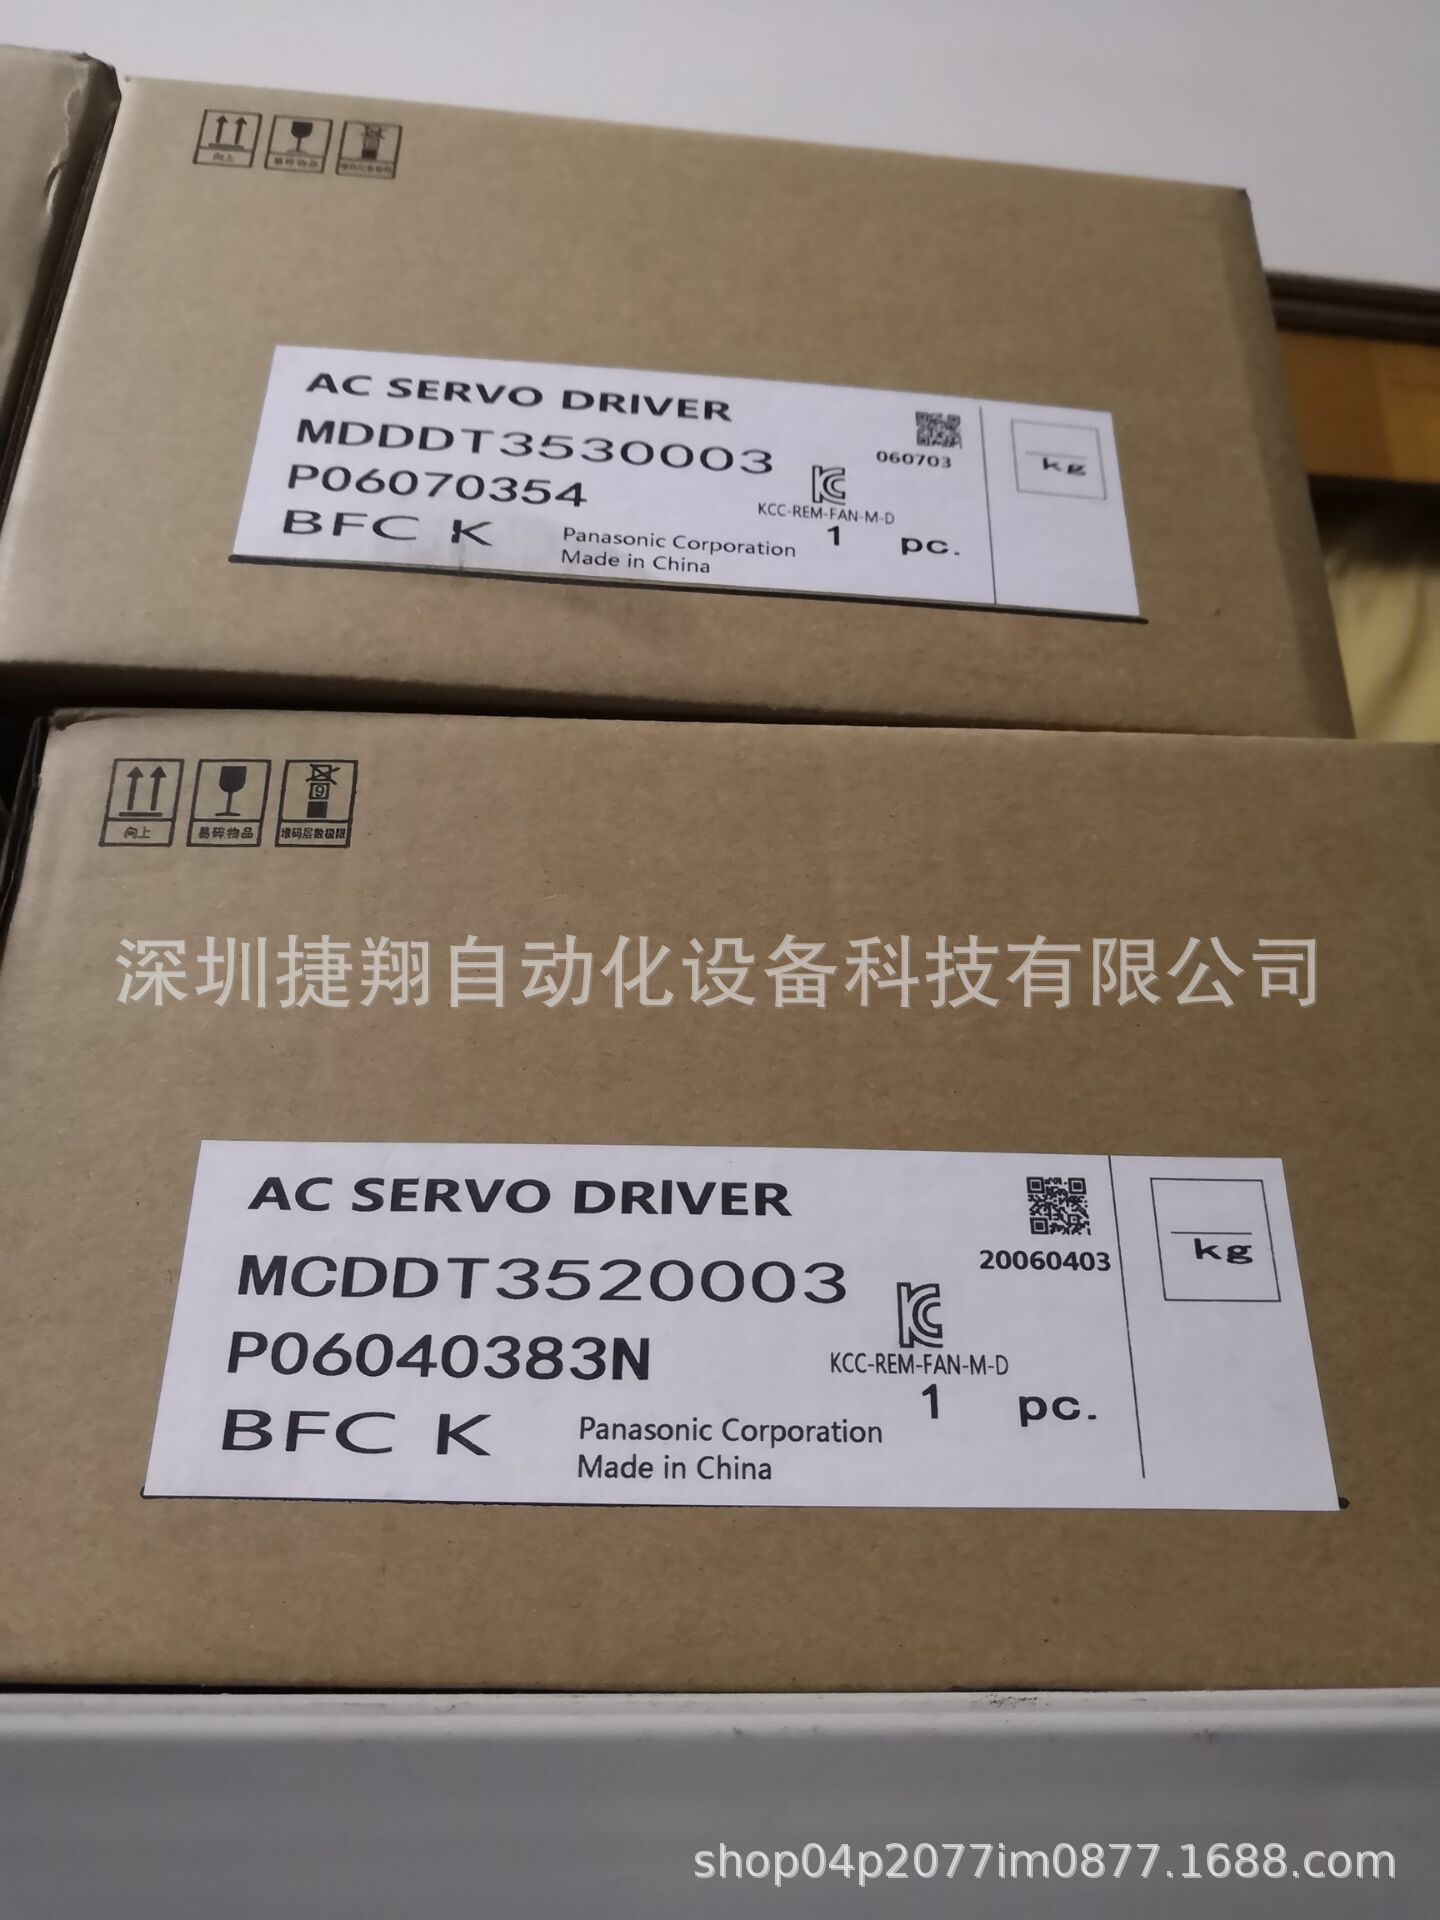 向上
易碎物品
AC SERVO DRIVER
MDDDT3530003
060703
kg
P06070354
KCC-REM-FAN-M-D
BFC K
Panasonic Corporation
1 pc.
Made in China
向上
易碎物品
9
堆码层数极限
深圳捷翔自动化设备科技有限公司
AC SERVO DRIVER
MCDDT3520003
20060403
kg
P06040383N
KCC-REM-FAN-M-D
1 pc.
BFC K
Panasonic Corporation
Made in China
shop04p2077im0877.1688.com